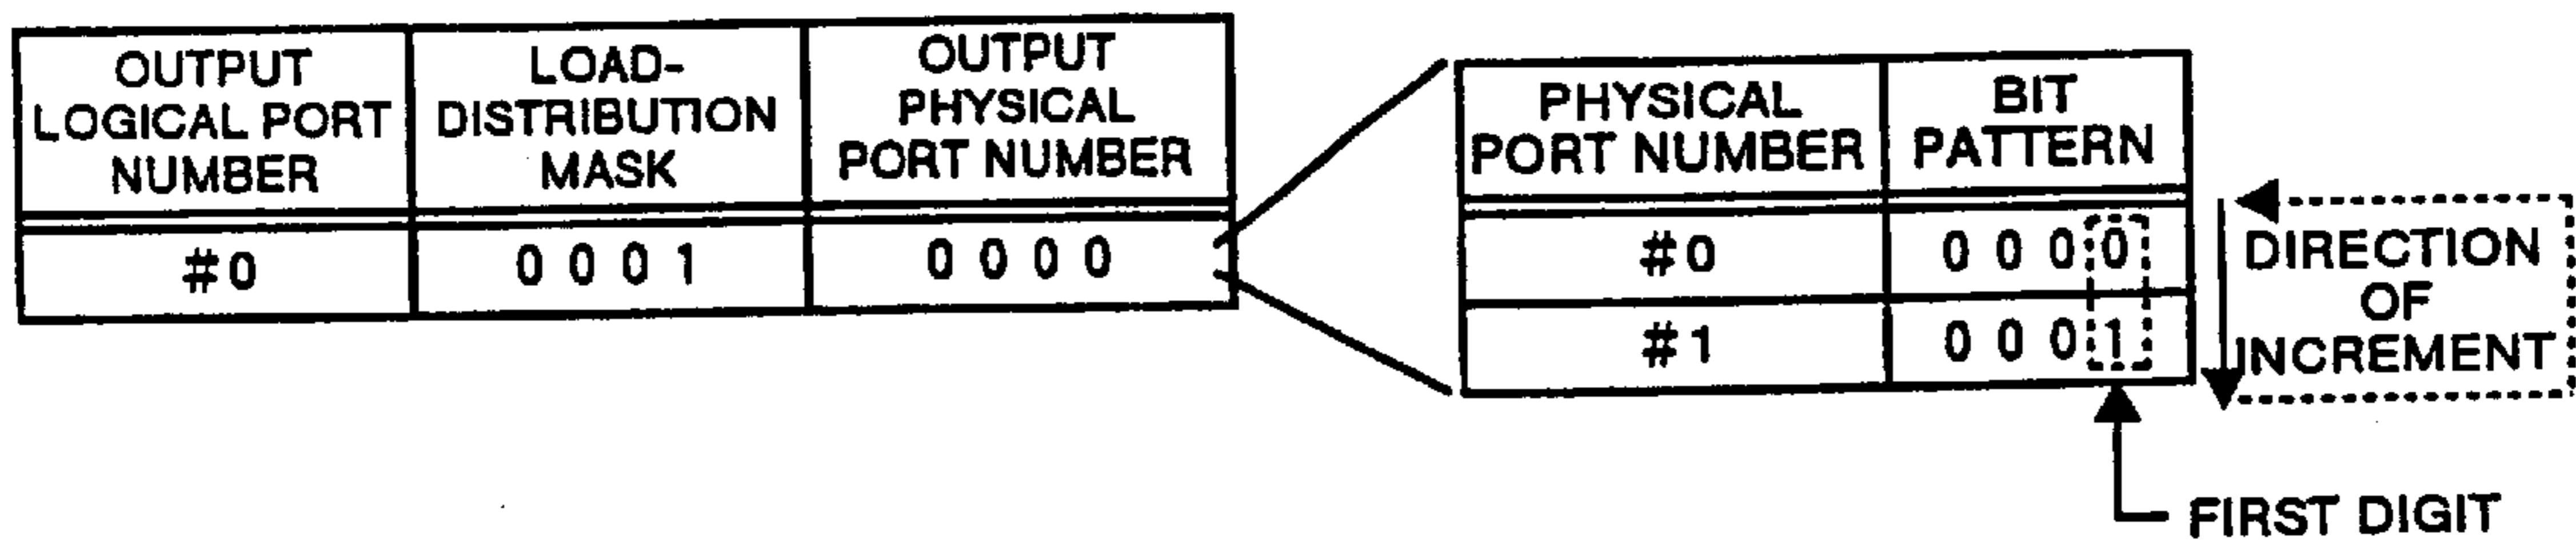 OUTPUT
LOGICAL PORT
NUMBER
LOAD-
DISTRIBUTION
MASK
OUTPUT
PHYSICAL
PORT NUMBER
#0
0 0 0 1
0 0 0 0
PHYSICAL
PORT NUMBER
BIT
PATTERN
#0
0 0 0 0
#1
0 0 0 1
DIRECTION
OF
INCREMENT
FIRST DIGIT